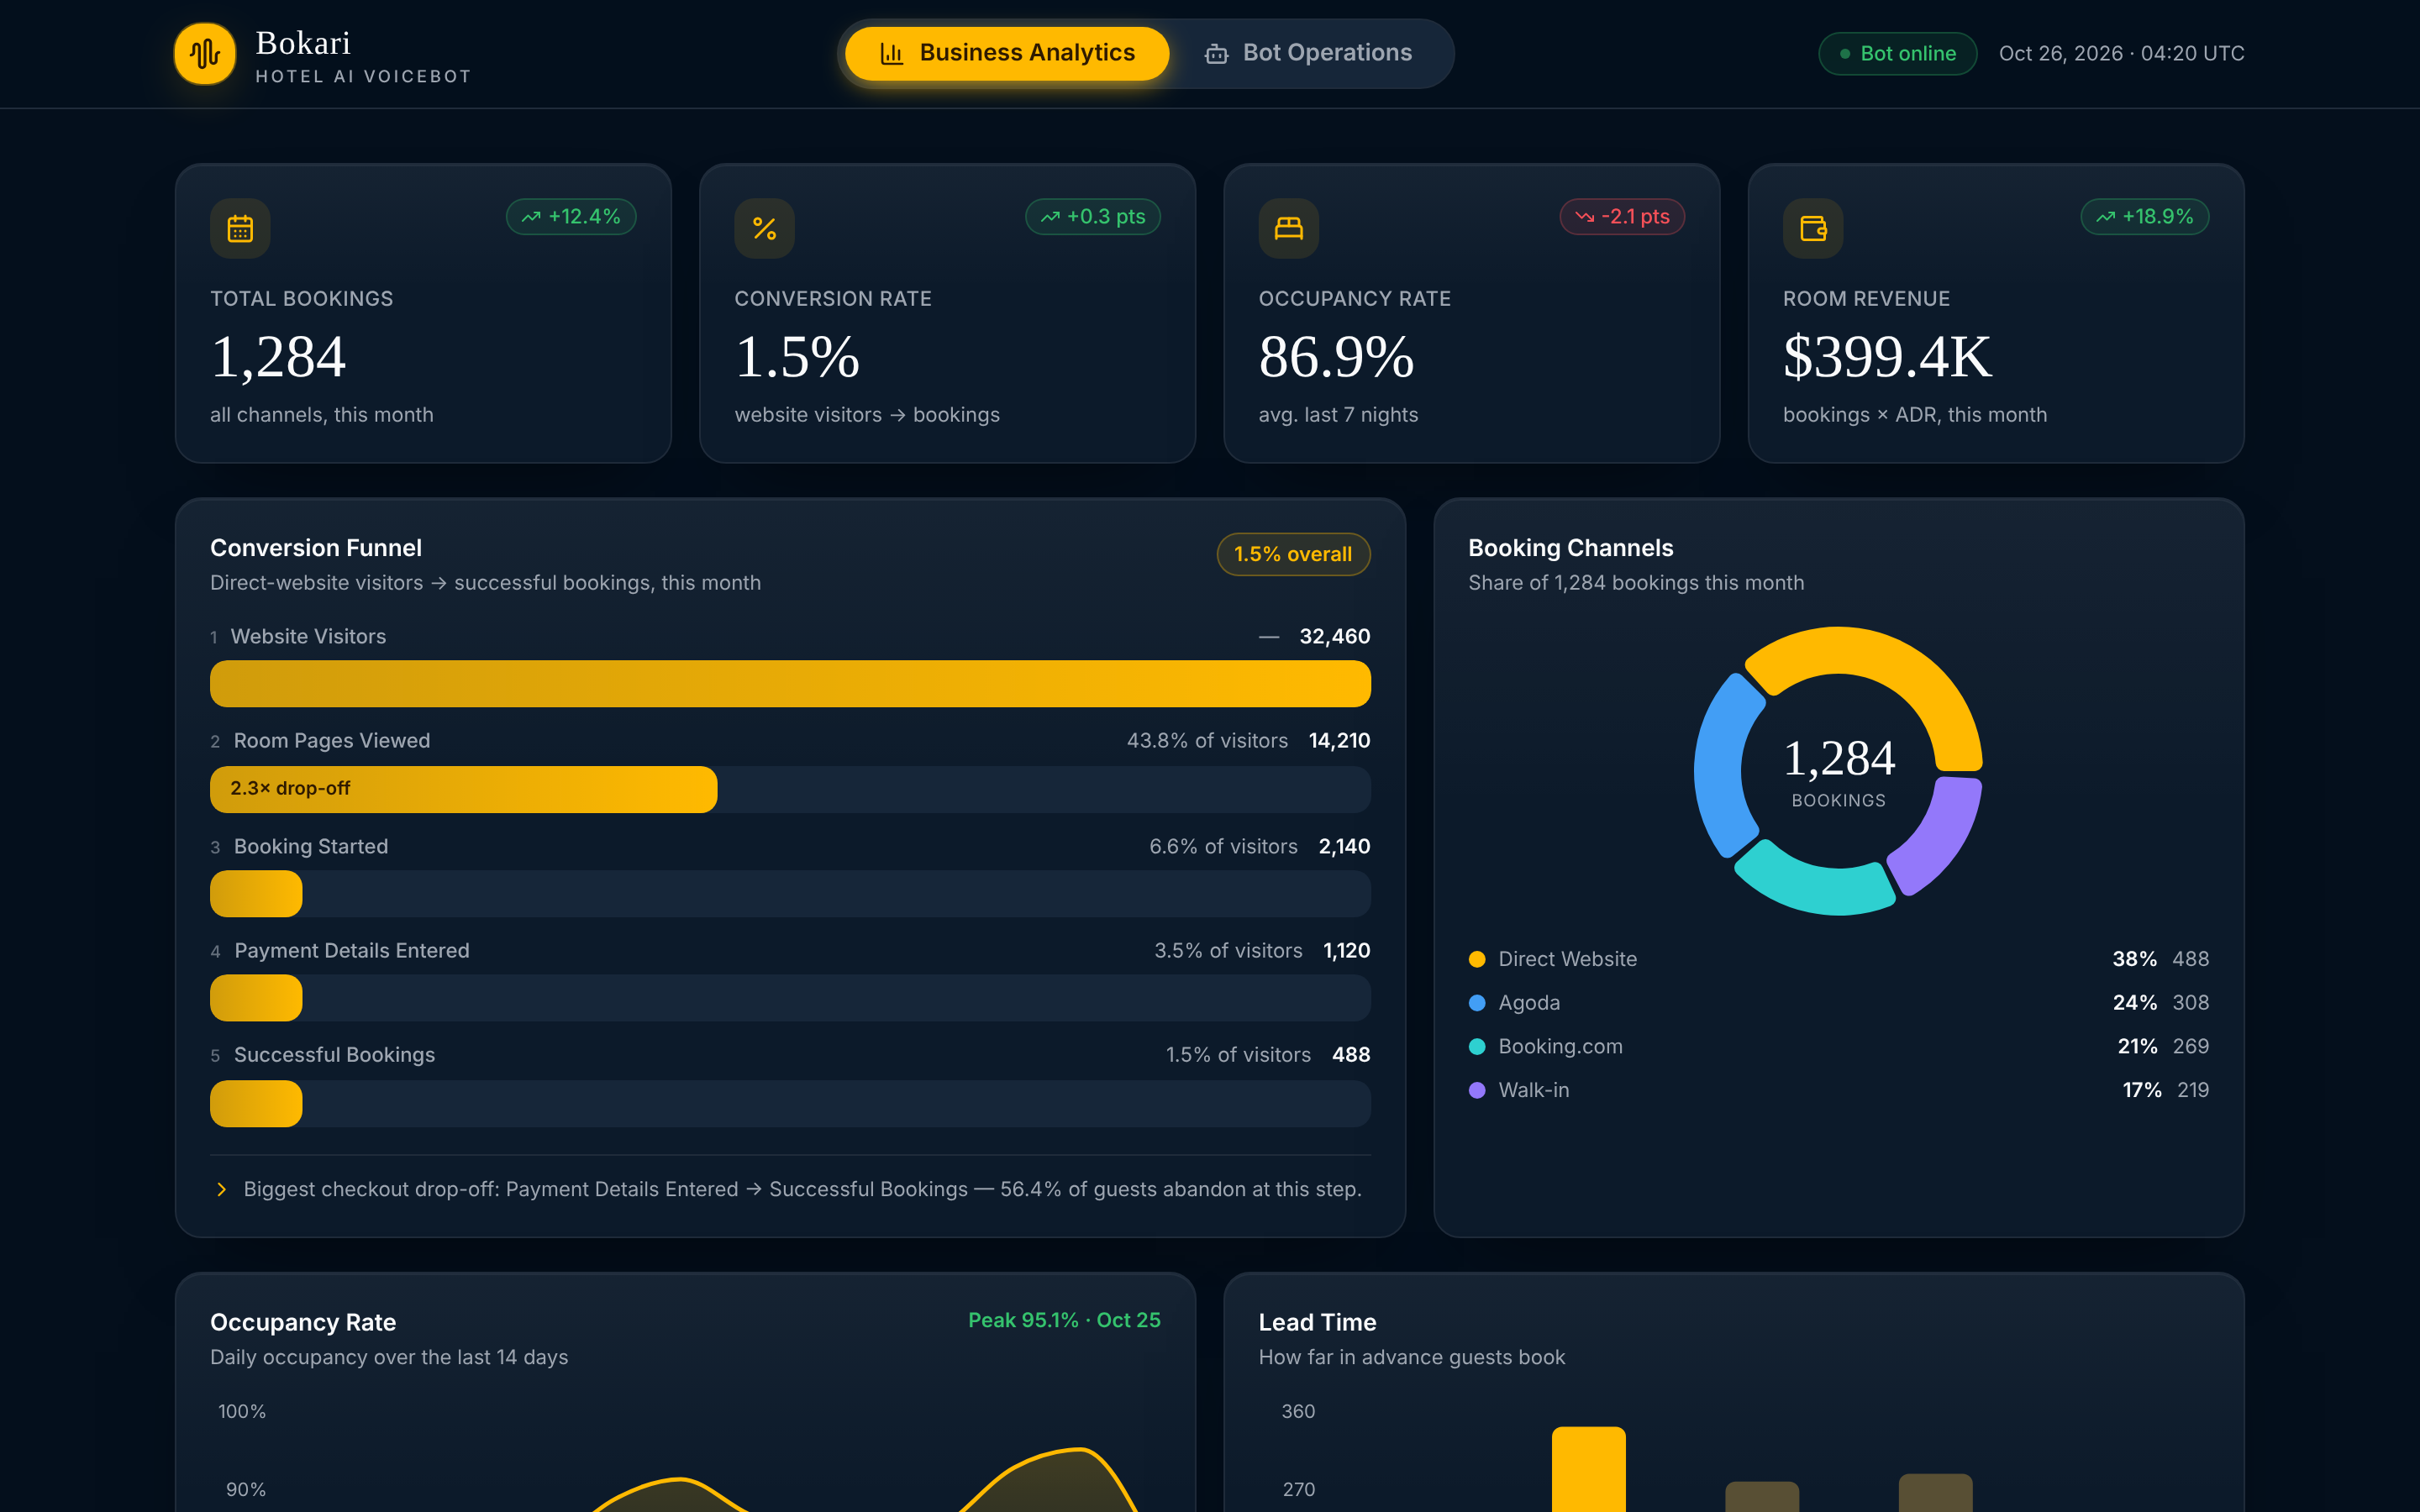 Bokari
HOTEL AI VOICEBOT
Business Analytics
Bot Operations
Bot online
Oct 26, 2026 · 04:20 UTC
+12.4%
TOTAL BOOKINGS
1,284
all channels, this month
+0.3 pts
CONVERSION RATE
1.5%
website visitors → bookings
-2.1 pts
OCCUPANCY RATE
86.9%
avg. last 7 nights
+18.9%
ROOM REVENUE
$399.4K
bookings × ADR, this month
Conversion Funnel
1.5% overall
Direct-website visitors → successful bookings, this month
1 Website Visitors — 32,460
2 Room Pages Viewed 43.8% of visitors 14,210
2.3× drop-off
3 Booking Started 6.6% of visitors 2,140
4 Payment Details Entered 3.5% of visitors 1,120
5 Successful Bookings 1.5% of visitors 488
Biggest checkout drop-off: Payment Details Entered → Successful Bookings — 56.4% of guests abandon at this step.
Booking Channels
Share of 1,284 bookings this month
1,284
BOOKINGS
Direct Website 38% 488
Agoda 24% 308
Booking.com 21% 269
Walk-in 17% 219
Occupancy Rate
Peak 95.1% · Oct 25
Daily occupancy over the last 14 days
100%
90%
Lead Time
How far in advance guests book
360
270